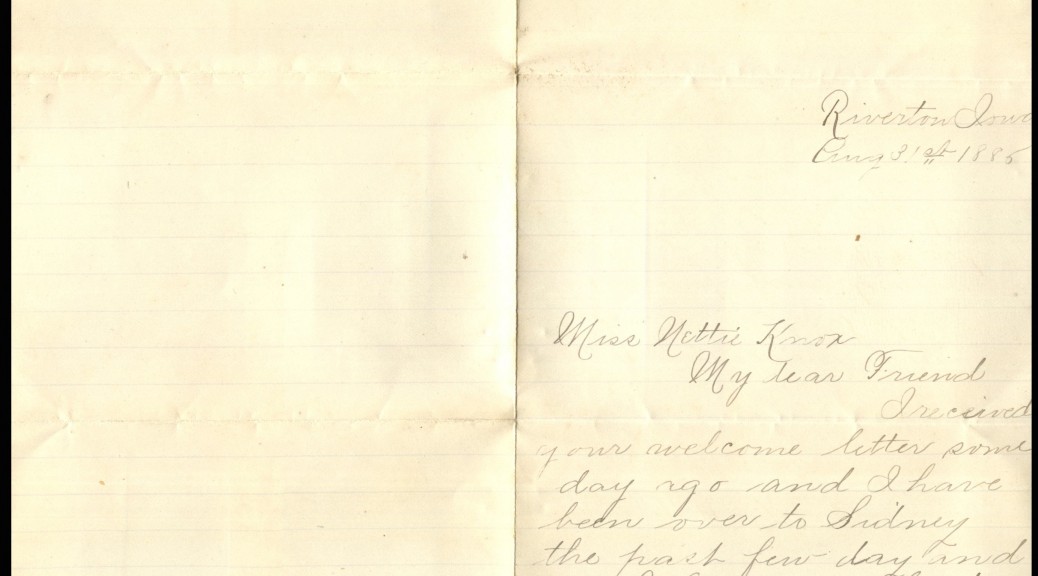 Riverton Iowa
Aug 31st 1885
Miss Nettie Knox
My Dear Friend
I received
your welcome letter some
day ago and I have
been over to Sidney
the past few day and